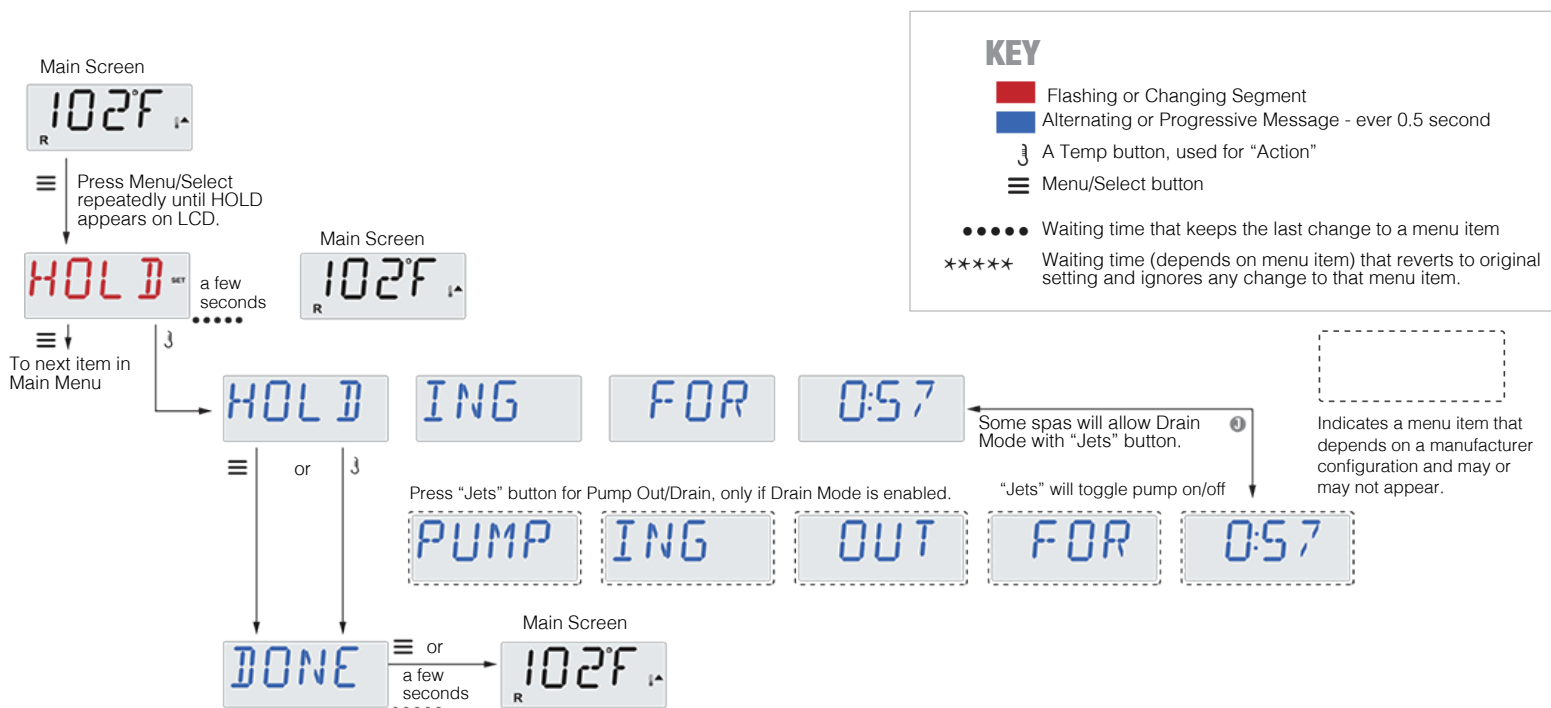 KEY
Flashing or Changing Segment
Alternating or Progressive Message - ever 0.5 second
A Temp button, used for “Action”
Menu/Select button
Waiting time that keeps the last change to a menu item
***** Waiting time (depends on menu item) that reverts to original
setting and ignores any change to that menu item.
Indicates a menu item that
depends on a manufacturer
configuration and may or
may not appear.
Main Screen
102°F
R
Press Menu/Select
repeatedly until HOLD
appears on LCD.
HOLD SET
a few
seconds
Main Screen
102°F
R
To next item in
Main Menu
HOLD ING FOR 0:57
Some spas will allow Drain
Mode with “Jets” button.
J
or
Press “Jets” button for Pump Out/Drain, only if Drain Mode is enabled.
“Jets” will toggle pump on/off
PUMP ING OUT FOR 0:57
DONE
or
a few
seconds
Main Screen
102°F
R